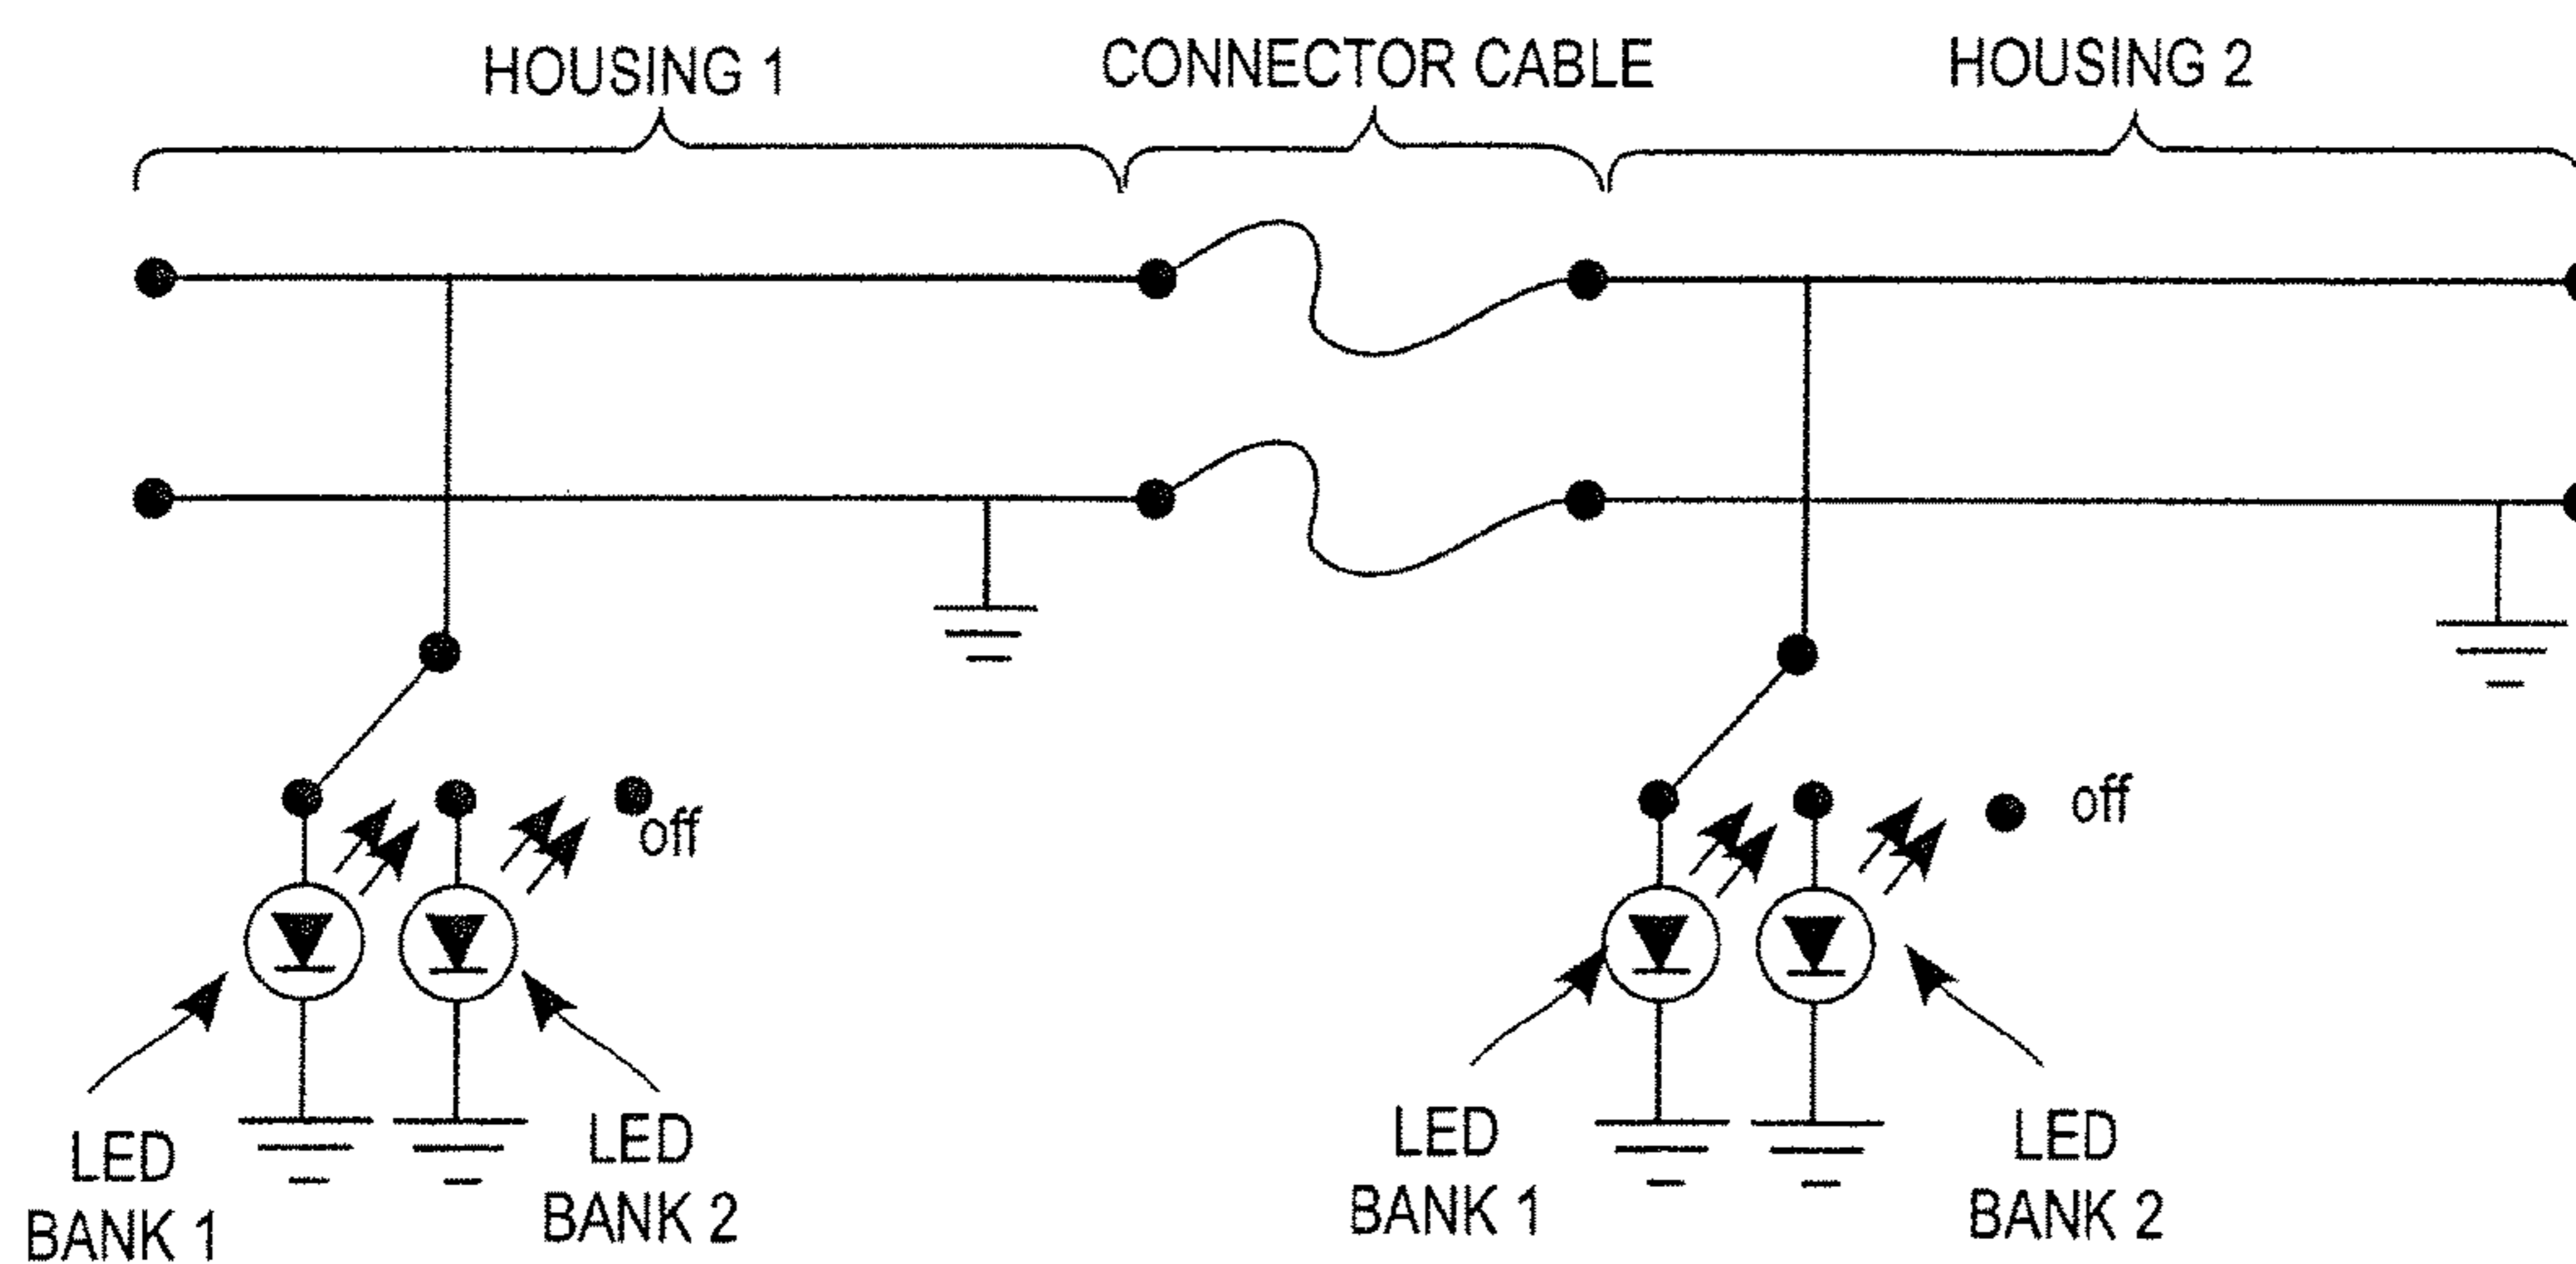 HOUSING 1
CONNECTOR CABLE
HOUSING 2
off
off
LED
BANK 1
LED
BANK 2
LED
BANK 1
LED
BANK 2